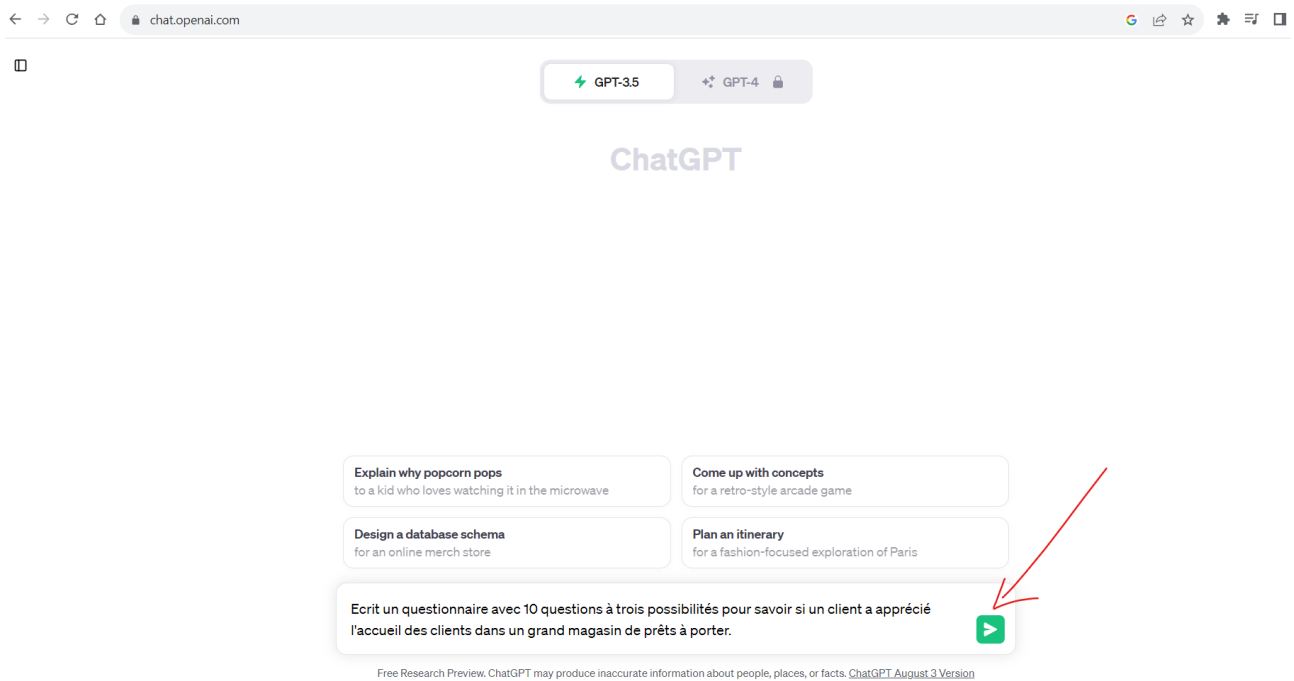 chat.openai.com
GPT-3.5
GPT-4
ChatGPT
Explain why popcorn pops
to a kid who loves watching it in the microwave
Come up with concepts
for a retro-style arcade game
Design a database schema
for an online merch store
Plan an itinerary
for a fashion-focused exploration of Paris
Ecrit un questionnaire avec 10 questions à trois possibilités pour savoir si un client a apprécié
l'accueil des clients dans un grand magasin de prêts à porter.
Free Research Preview. ChatGPT may produce inaccurate information about people, places, or facts. ChatGPT August 3 Version